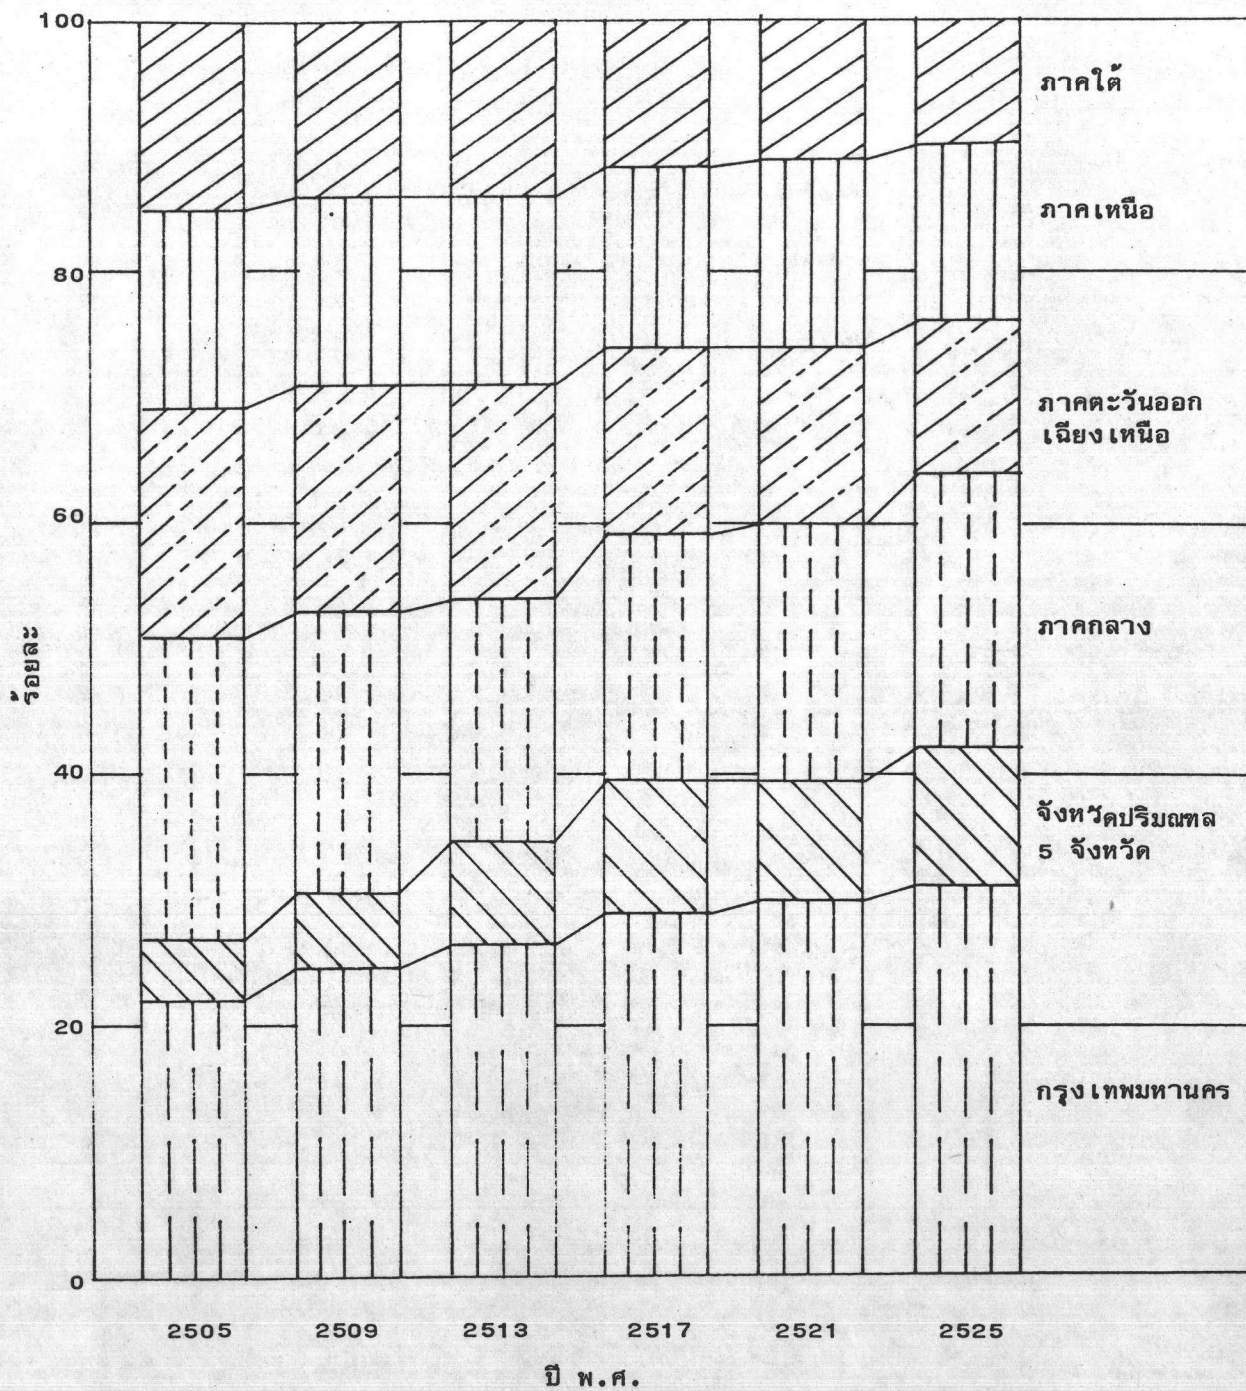 100
ภาคใต้
ภาคเหนือ
80
ภาคตะวันออก
เฉียงเหนือ
60
ภาคกลาง
ร้อยละ
40
จังหวัดปริมณฑล
5 จังหวัด
20
กรุงเทพมหานคร
0
2505 2509 2513 2517 2521 2525
ปี พ.ศ.